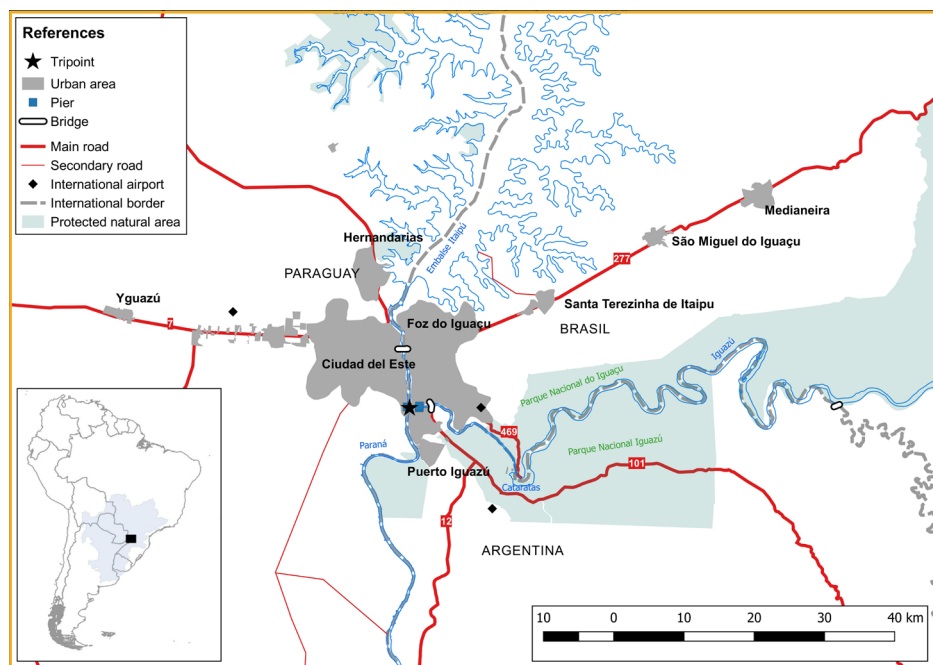 References
Tripoint
Urban area
Pier
Bridge
Main road
Secondary road
International airport
International border
Protected natural area
Medianeira
Hernandarias
São Miguel do Iguaçu
Embalse Itaipú
277
PARAGUAY
Yguazú
Santa Terezinha de Itaipu
7
Foz do Iguaçu
BRASIL
Ciudad del Este
Iguazú
Parque Nacional do Iguaçu
469
Paraná
Parque Nacional Iguazú
Puerto Iguazú
101
Cataratas
12
ARGENTINA
10 0 10 20 30 40 km